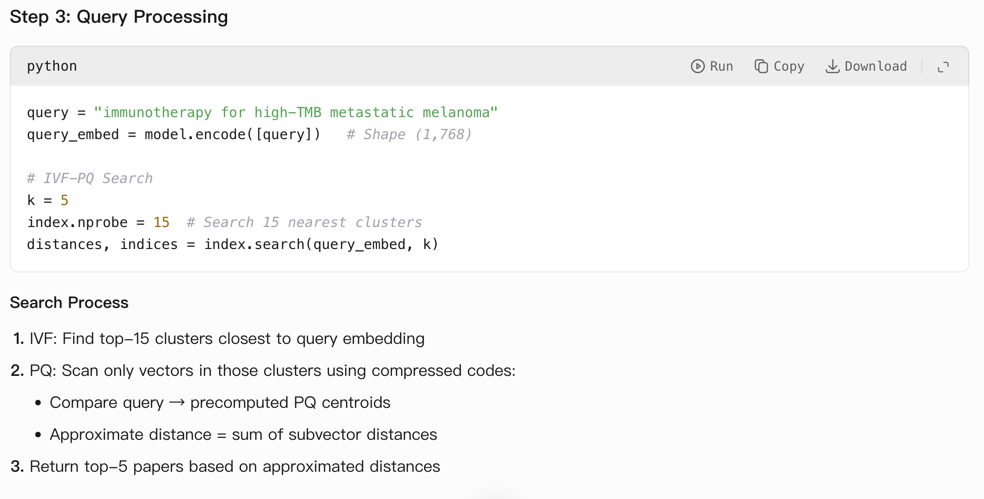 Step 3: Query Processing
python
Run
Copy
Download
query = "immunotherapy for high-TMB metastatic melanoma"
query_embed = model.encode([query])   # Shape (1,768)
# IVF-PQ Search
k = 5
index.nprobe = 15  # Search 15 nearest clusters
distances, indices = index.search(query_embed, k)
Search Process
1. IVF: Find top-15 clusters closest to query embedding
2. PQ: Scan only vectors in those clusters using compressed codes:
• Compare query → precomputed PQ centroids
• Approximate distance = sum of subvector distances
3. Return top-5 papers based on approximated distances